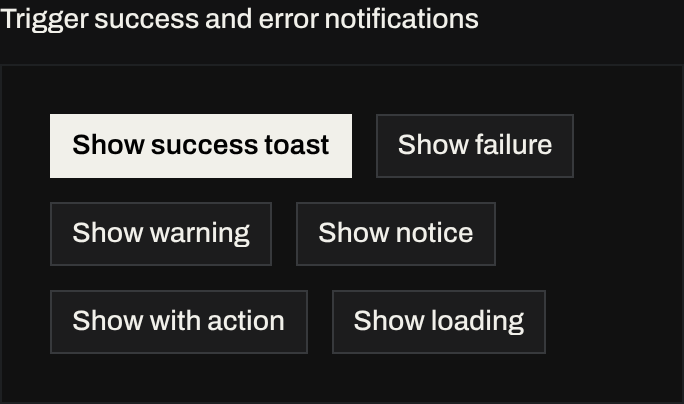 Trigger success and error notifications
Show success toast
Show failure
Show warning
Show notice
Show with action
Show loading